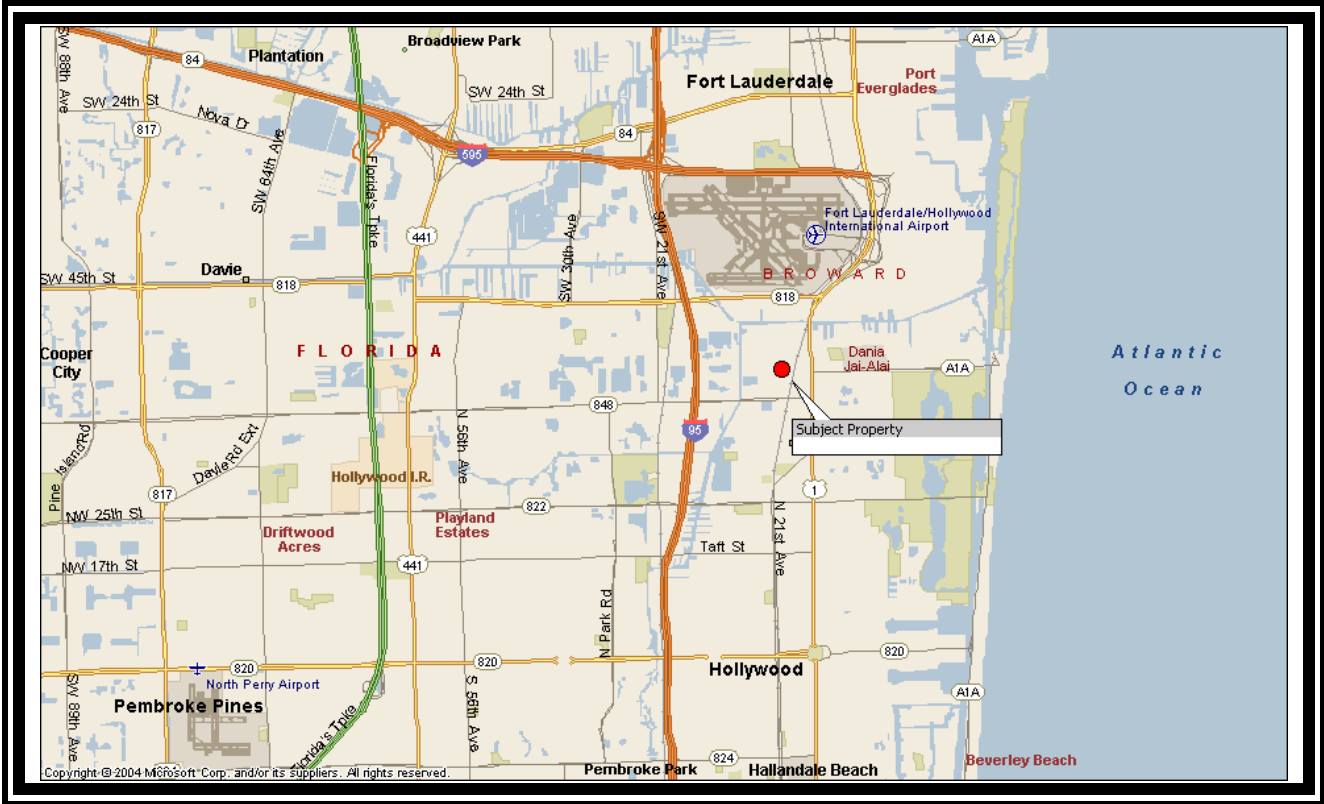 A1A
Broadview Park
Plantation
SW 88th Ave
84
Fort Lauderdale
Port
Everglades
SW 24th St
SW 24th St
Nova Dr
817
84
595
SW 64th Ave
Florida's Tpke
Fort Lauderdale/Hollywood
International Airport
SW 30th Ave
SW 21st Ave
441
Davie
BROWARD
SW 45th St
818
818
Cooper
City
FLORIDA
Dania
Jai-Alai
A1A
Atlantic
Ocean
848
95
Subject Property
Island Rd
Davie Rd Ext
N 56th Ave
Hollywood I.R.
Pine
817
1
822
NW 25th St
Driftwood
Acres
Playland
Estates
N 21st Ave
Taft St
NW 17th St
441
N Park Rd
820
820
820
North Perry Airport
Hollywood
SW 89th Ave
S 56th Ave
A1A
Pembroke Pines
Florida's Tpke
824
Beverley Beach
Pembroke Park
Hallandale Beach
Copyright © 2004 Microsoft Corp. and/or its suppliers. All rights reserved.